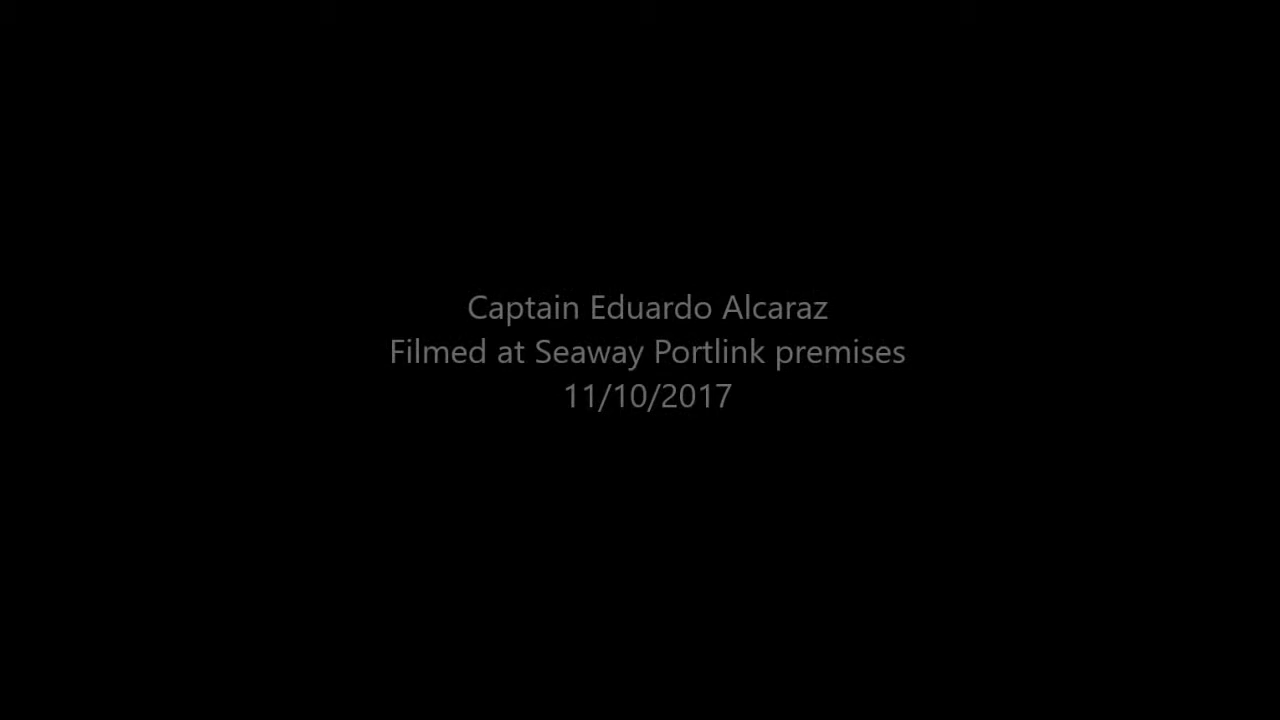 Captain Eduardo Alcaraz
Filmed at Seaway Portlink premises
11/10/2017